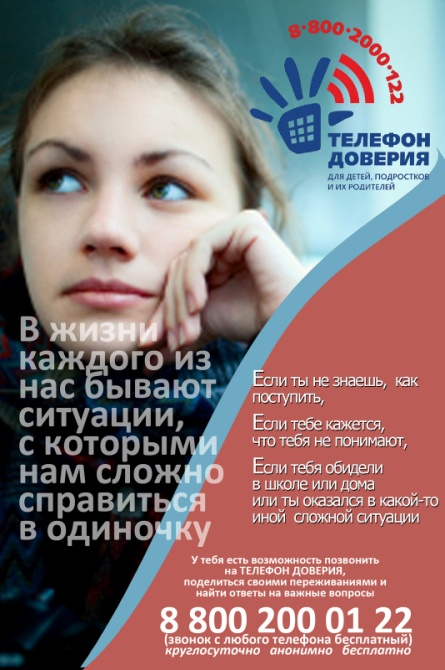 8-800-2000-122
ТЕЛЕФОН
ДОВЕРИЯ
ДЛЯ ДЕТЕЙ, ПОДРОСТКОВ
И ИХ РОДИТЕЛЕЙ
В жизни
каждого из
нас бывают
ситуации,
с которыми
нам сложно
справиться
в одиночку
Если ты не знаешь, как
поступить,
Если тебе кажется,
что тебя не понимают,
Если тебя обидели
в школе или дома
или ты оказался в какой-то
иной сложной ситуации
У тебя есть возможность позвонить
на ТЕЛЕФОН ДОВЕРИЯ,
поделиться своими переживаниями и
найти ответы на важные вопросы
8 800 200 01 22
(звонок с любого телефона бесплатный)
круглосуточно анонимно бесплатно